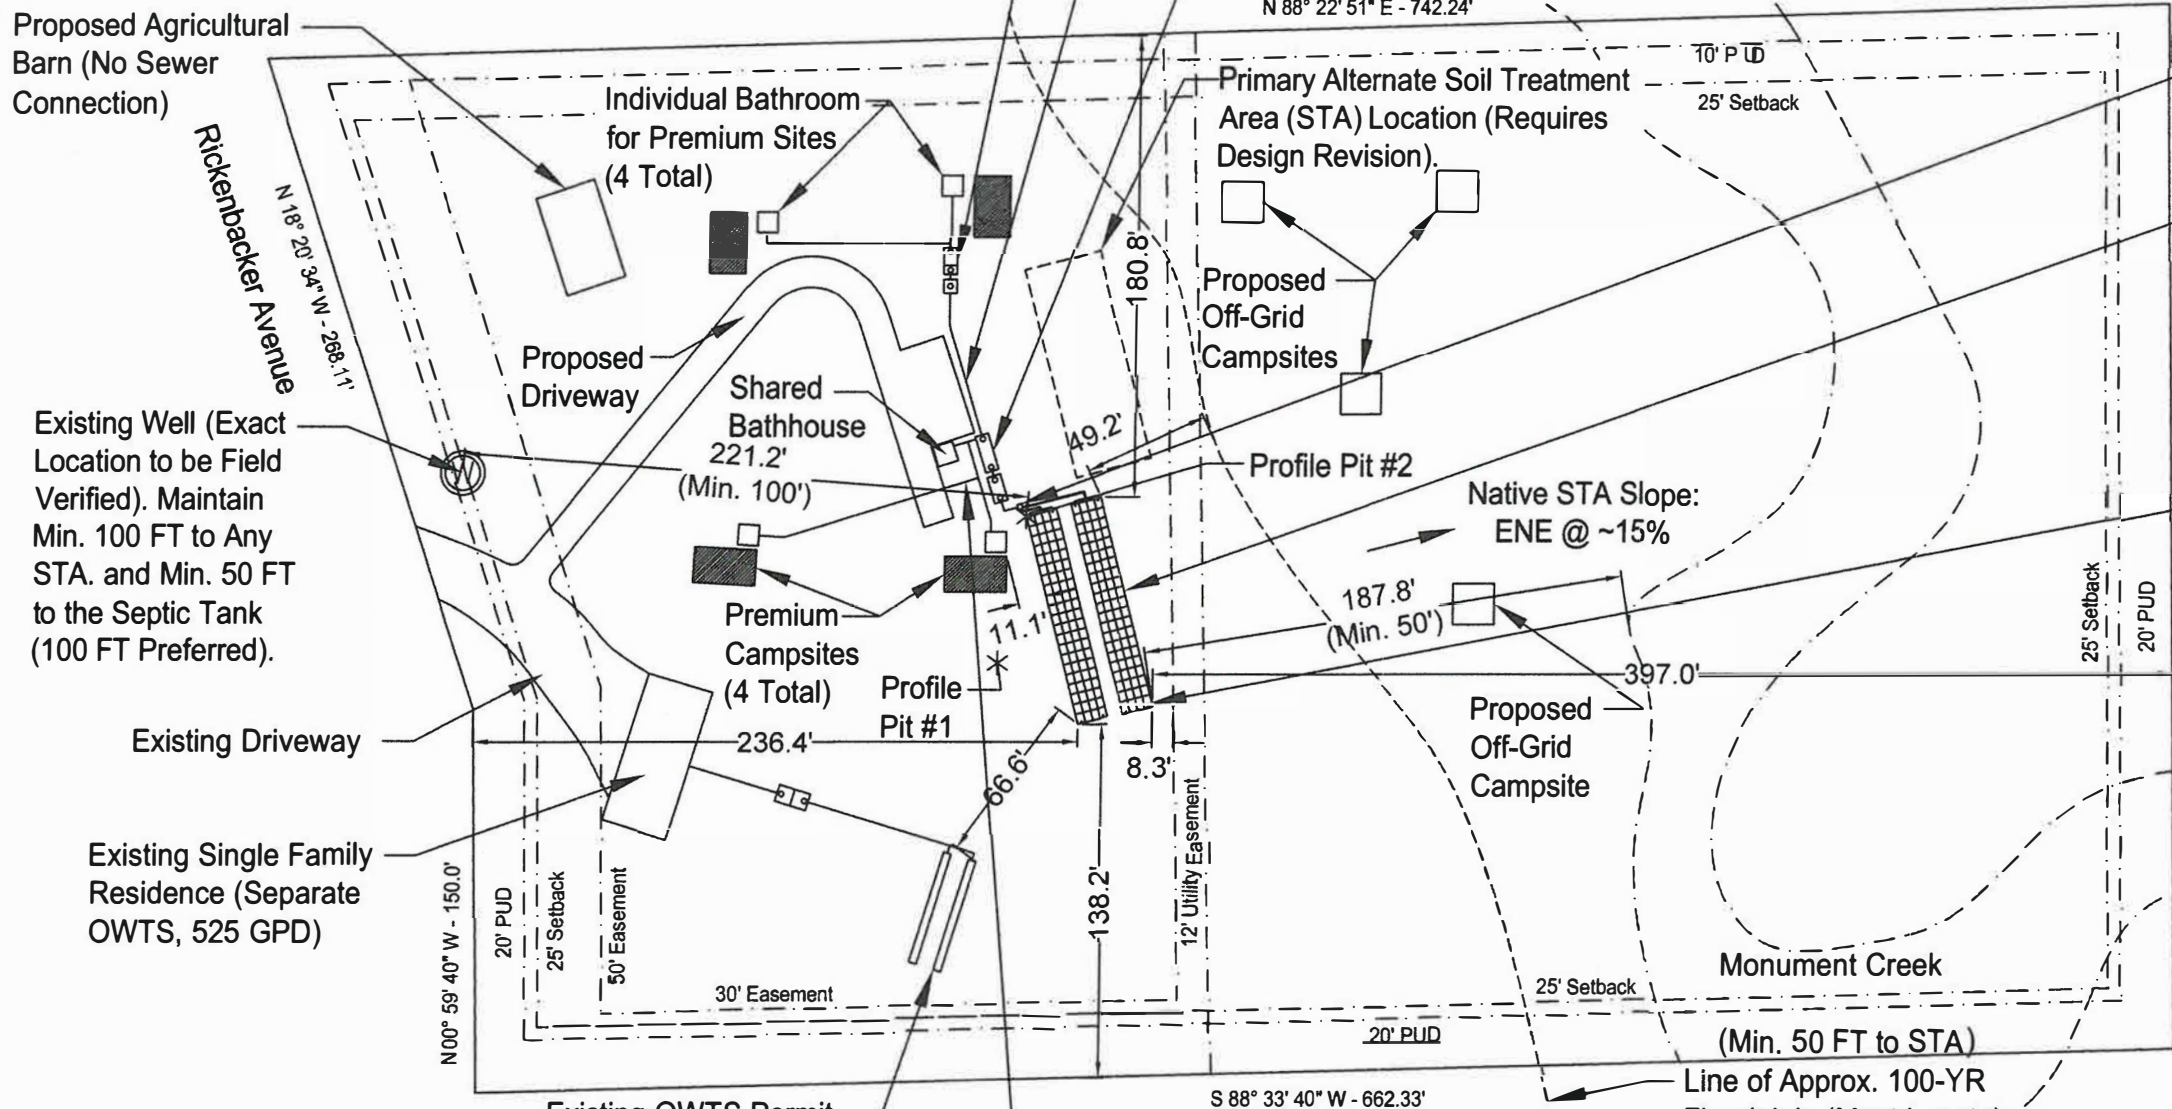 N 88° 22' 51" E - 742.24'
Proposed Agricultural
Barn (No Sewer
Connection)
Rickenbacker Avenue
N 18° 20' 34" W - 268.11'
Individual Bathroom
for Premium Sites
(4 Total)
Primary Alternate Soil Treatment
Area (STA) Location (Requires
Design Revision).
10' PUD
25' Setback
180.8'
Proposed
Off-Grid
Campsites
Proposed
Driveway
Shared
Bathhouse
221.2'
(Min. 100')
49.2'
Profile Pit #2
Existing Well (Exact
Location to be Field
Verified). Maintain
Min. 100 FT to Any
STA. and Min. 50 FT
to the Septic Tank
(100 FT Preferred).
W
Native STA Slope:
ENE @ ~15%
187.8'
(Min. 50')
25' Setback
20' PUD
Premium
Campsites
(4 Total)
11.1'
Profile
Pit #1
397.0'
Proposed
Off-Grid
Campsite
Existing Driveway
236.4'
66.6'
8.3'
138.2'
12' Utility Easement
Existing Single Family
Residence (Separate
OWTS, 525 GPD)
N00° 59' 40" W - 150.0'
20' PUD
25' Setback
50' Easement
30' Easement
25' Setback
Monument Creek
20' PUD
(Min. 50 FT to STA)
Line of Approx. 100-YR
S 88° 33' 40" W - 662.33'
Existing OWTS Permit